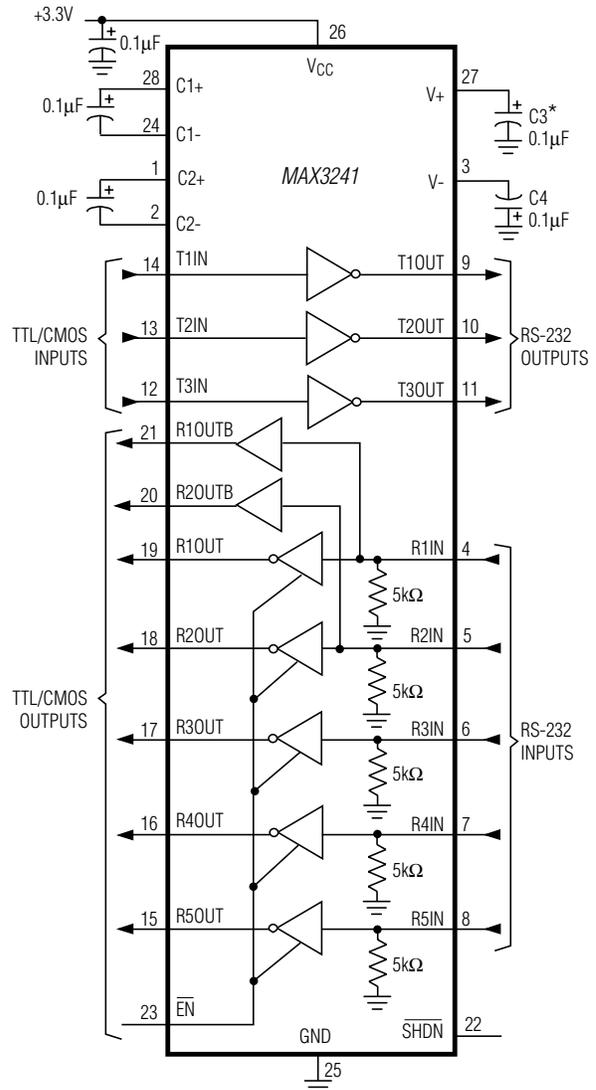 +3.3V
0.1µF
26
VCC
28
C1+
0.1µF
24
C1-
1
C2+
0.1µF
2
C2-
MAX3241
V+
27
C3*
0.1µF
V-
3
C4
0.1µF
14
T1IN
T1OUT
9
TTL/CMOS
INPUTS
13
T2IN
T2OUT
10
RS-232
OUTPUTS
12
T3IN
T3OUT
11
21
R1OUTB
20
R2OUTB
19
R1OUT
R1IN
4
5kΩ
18
R2OUT
R2IN
5
5kΩ
TTL/CMOS
OUTPUTS
17
R3OUT
R3IN
6
5kΩ
RS-232
INPUTS
16
R4OUT
R4IN
7
5kΩ
15
R5OUT
R5IN
8
5kΩ
23
E̅N̅
GND
S̅H̅D̅N̅
22
25